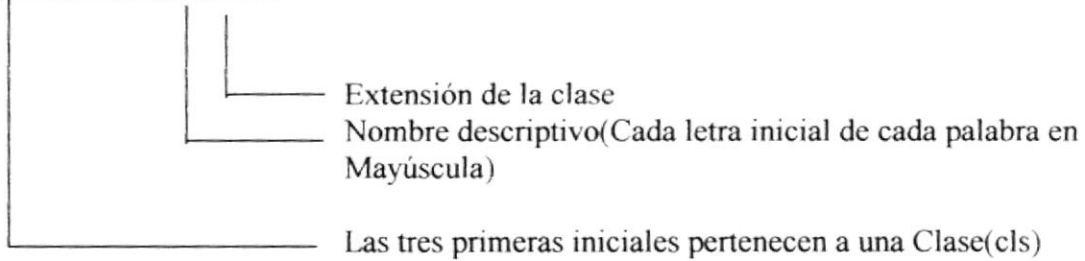 Extensión de la clase
Nombre descriptivo(Cada letra inicial de cada palabra en
Mayúscula)
Las tres primeras iniciales pertenecen a una Clase(cls)